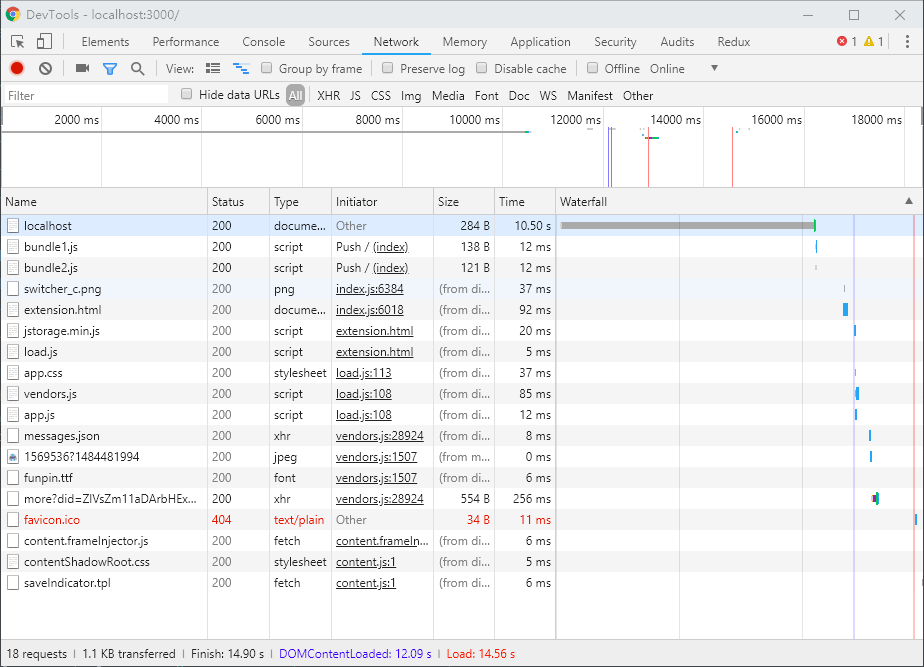 DevTools - localhost:3000/
Elements Performance Console Sources Network Memory Application Security Audits Redux 1 1
View: Group by frame Preserve log Disable cache Offline Online
Filter Hide data URLs All XHR JS CSS Img Media Font Doc WS Manifest Other
2000 ms 4000 ms 6000 ms 8000 ms 10000 ms 12000 ms 14000 ms 16000 ms 18000 ms
Name Status Type Initiator Size Time Waterfall
localhost 200 docume... Other 284 B 10.50 s
bundle1.js 200 script Push / (index) 138 B 12 ms
bundle2.js 200 script Push / (index) 121 B 12 ms
switcher_c.png 200 png index.js:6384 (from di... 37 ms
extension.html 200 docume... index.js:6018 (from di... 92 ms
jstorage.min.js 200 script extension.html (from di... 20 ms
load.js 200 script extension.html (from di... 5 ms
app.css 200 stylesheet load.js:113 (from di... 37 ms
vendors.js 200 script load.js:108 (from di... 85 ms
app.js 200 script load.js:108 (from di... 12 ms
messages.json 200 xhr vendors.js:28924 (from di... 8 ms
1569536?1484481994 200 jpeg vendors.js:1507 (from m... 0 ms
funpin.ttf 200 font vendors.js:1507 (from di... 6 ms
more?did=ZlVsZm11aDArbHEx... 200 xhr vendors.js:28924 554 B 256 ms
favicon.ico 404 text/plain Other 34 B 11 ms
content.frameInjector.js 200 fetch content.frameIn... (from di... 6 ms
contentShadowRoot.css 200 stylesheet content.js:1 (from di... 5 ms
saveIndicator.tpl 200 fetch content.js:1 (from di... 6 ms
18 requests | 1.1 KB transferred | Finish: 14.90 s | DOMContentLoaded: 12.09 s | Load: 14.56 s